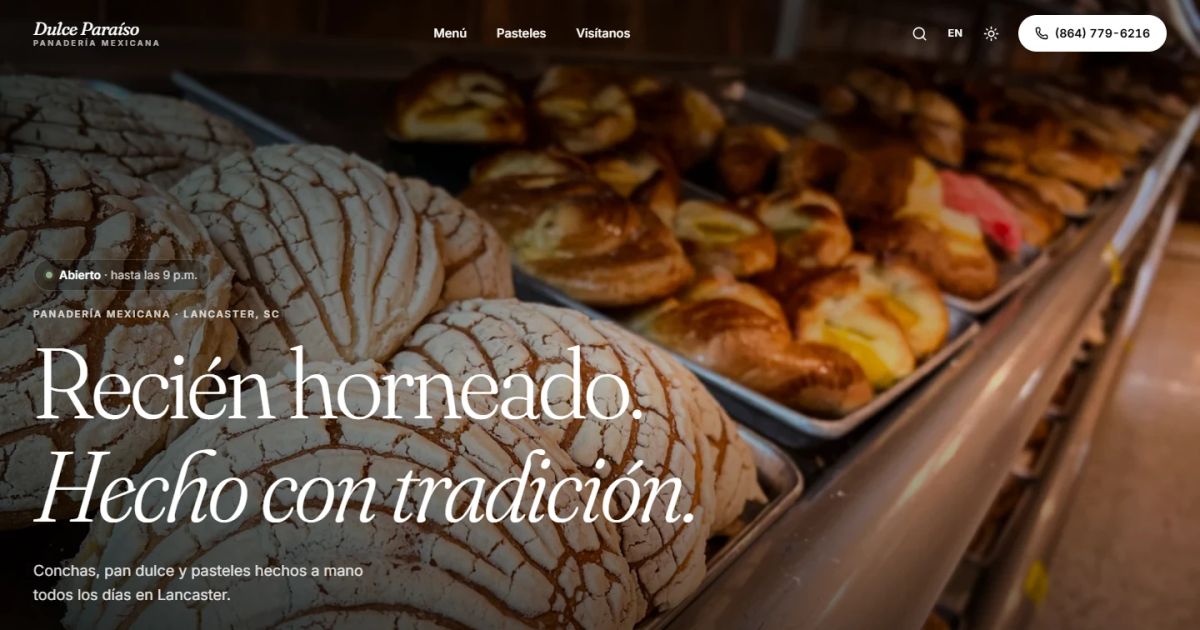 Dulce Paraíso
PANADERÍA MEXICANA
Menú
Pasteles
Visítanos
EN
(864) 779-6216
Abierto · hasta las 9 p.m.
PANADERÍA MEXICANA · LANCASTER, SC
Recién horneado.
Hecho con tradición.
Conchas, pan dulce y pasteles hechos a mano
todos los días en Lancaster.